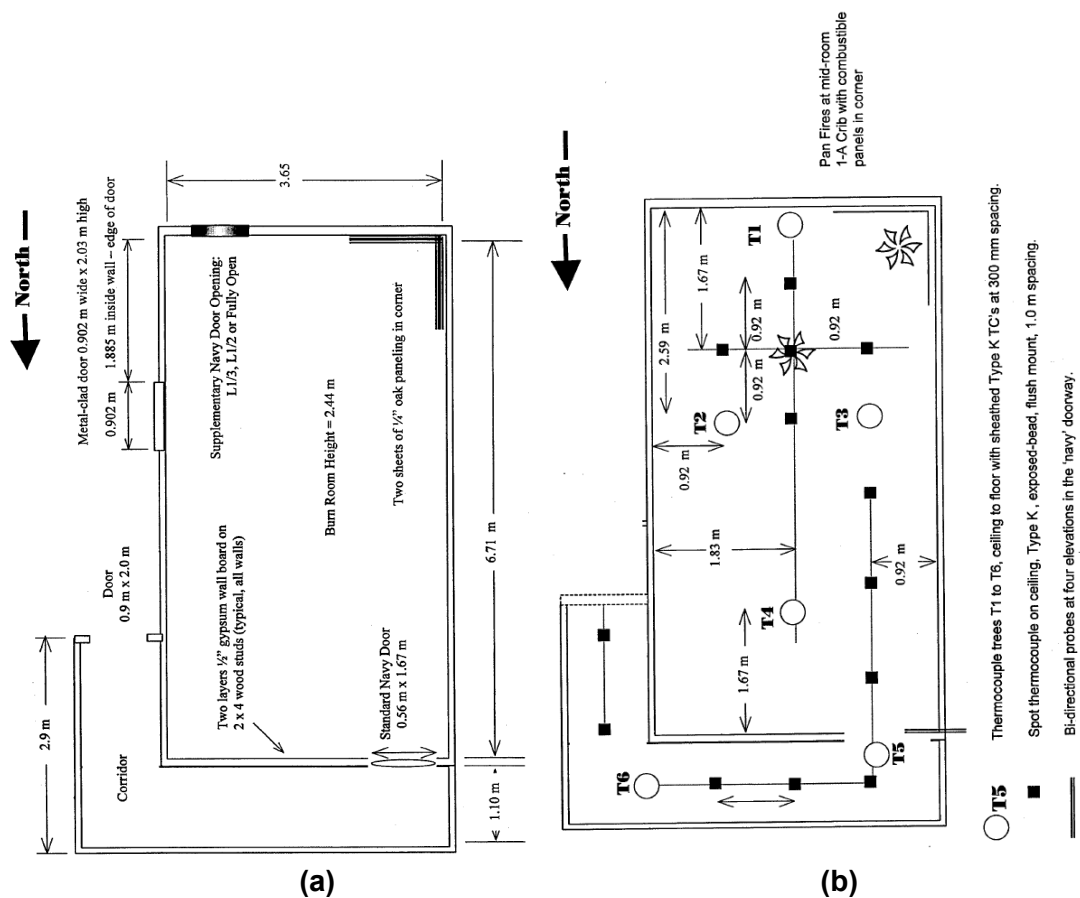 North
Metal-clad door 0.902 m wide x 2.03 m high
1.885 m inside wall – edge of door
0.902 m
Door
0.9 m x 2.0 m
2.9 m
3.65
Supplementary Navy Door Opening:
L1/3, L1/2 or Fully Open
Burn Room Height = 2.44 m
Two sheets of ¼” oak paneling in corner
Two layers ½” gypsum wall board on
2 x 4 wood studs (typical, all walls)
Standard Navy Door
0.56 m x 1.67 m
Corridor
6.71 m
1.10 m
(a)
North
Pan Fires at mid-room
1-A Crib with combustible
panels in corner
T1
1.67 m
2.59 m
0.92 m
0.92 m
0.92 m
T2
T3
0.92 m
1.83 m
0.92 m
T4
1.67 m
T5
T6
T5
Thermocouple trees T1 to T6, ceiling to floor with sheathed Type K TC's at 300 mm spacing.
Spot thermocouple on ceiling, Type K , exposed-bead, flush mount, 1.0 m spacing.
Bi-directional probes at four elevations in the 'navy' doorway.
(b)